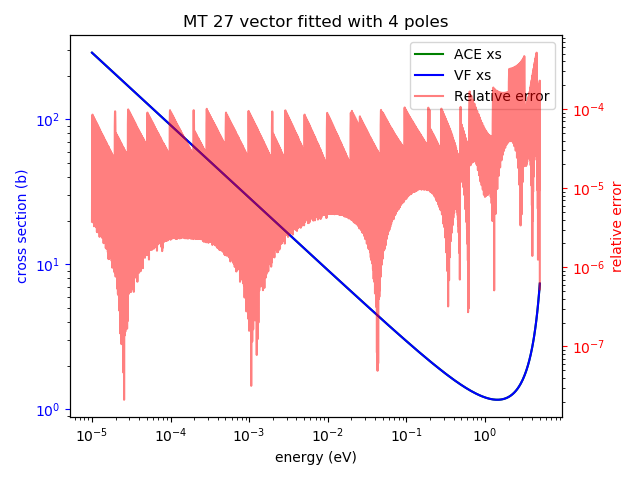 MT 27 vector fitted with 4 poles
ACE xs
VF xs
Relative error
cross section (b)
10^2
10^1
10^0
10^-4
10^-5
10^-6
10^-7
relative error
10^-5
10^-4
10^-3
10^-2
10^-1
10^0
energy (eV)